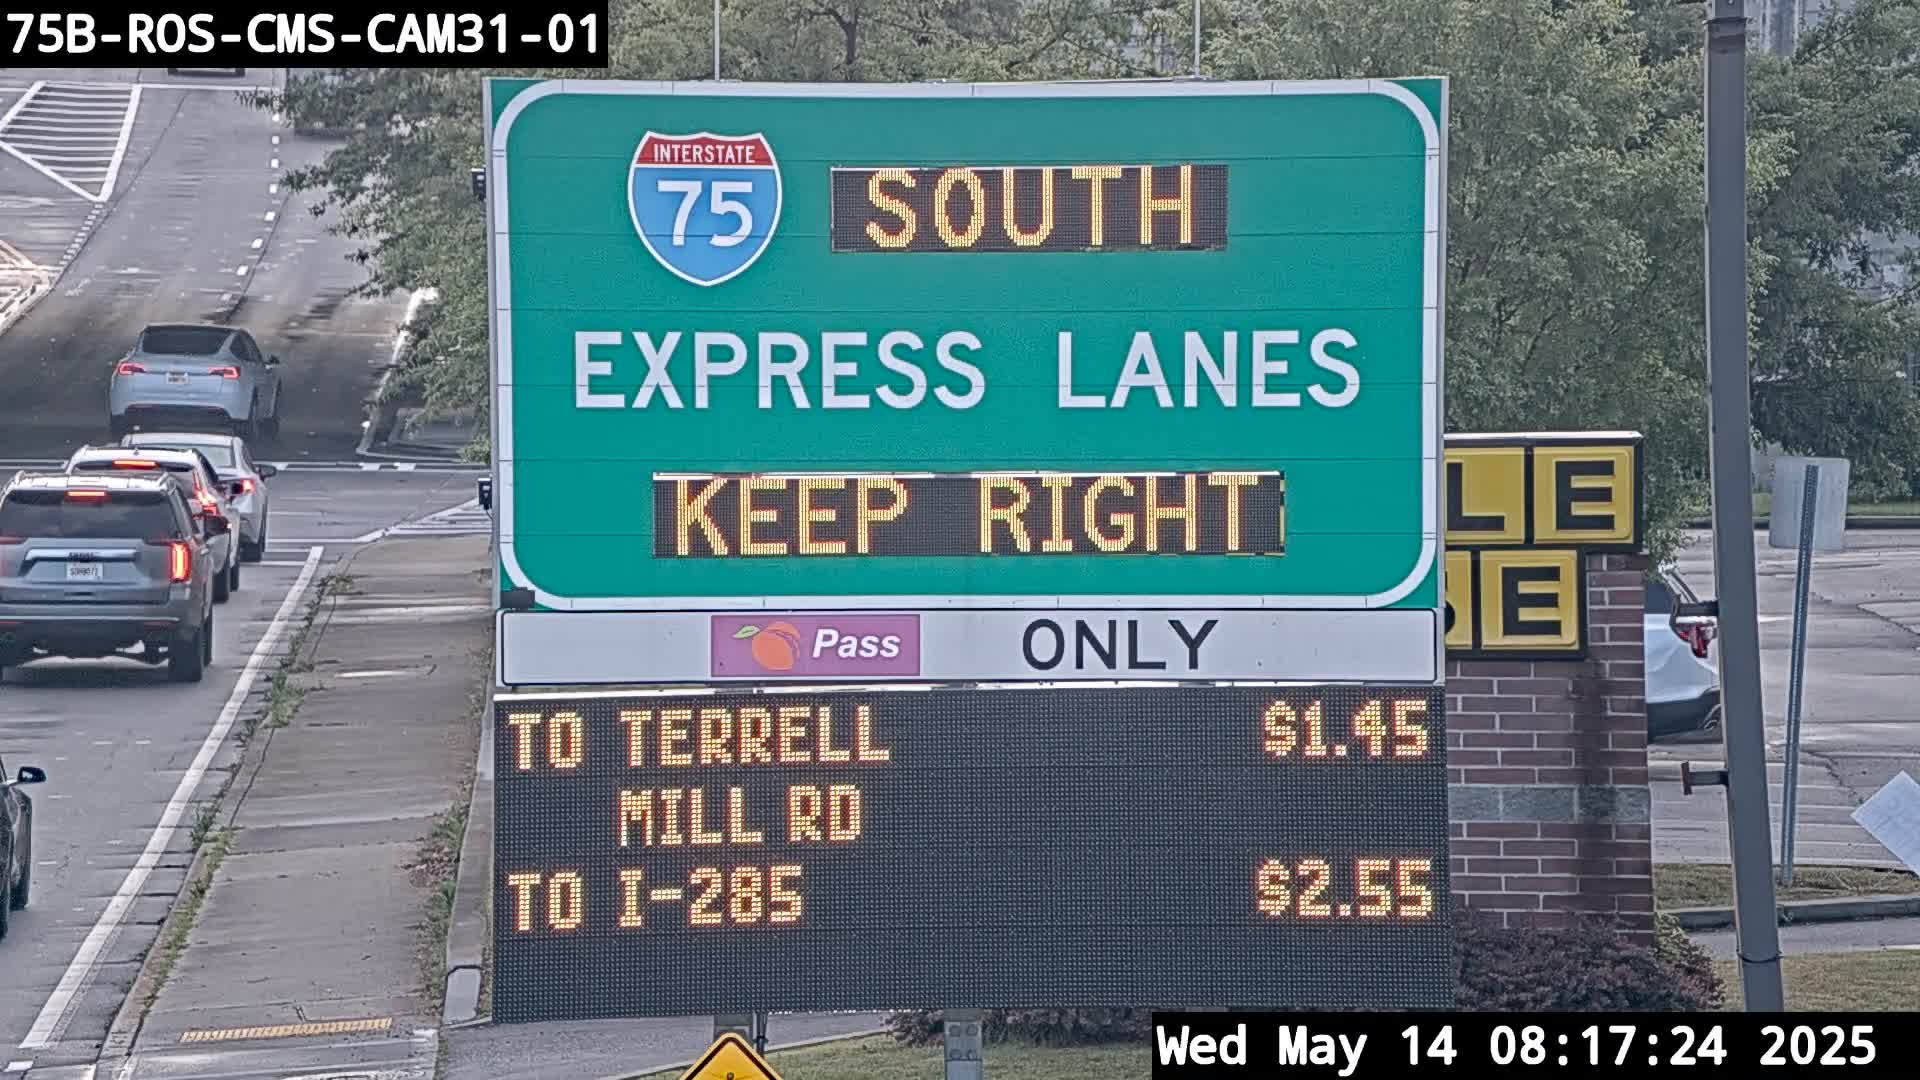 75B-ROS-CMS-CAM31-01
INTERSTATE
75
SOUTH
EXPRESS LANES
KEEP RIGHT
Pass ONLY
TO TERRELL $1.45
MILL RD
TO I-285 $2.55
LE
E
Wed May 14 08:17:24 2025